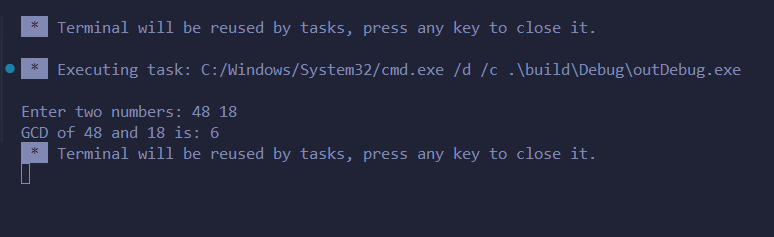 * Terminal will be reused by tasks, press any key to close it.
* Executing task: C:/Windows/System32/cmd.exe /d /c .\build\Debug\outDebug.exe
Enter two numbers: 48 18
GCD of 48 and 18 is: 6
* Terminal will be reused by tasks, press any key to close it.